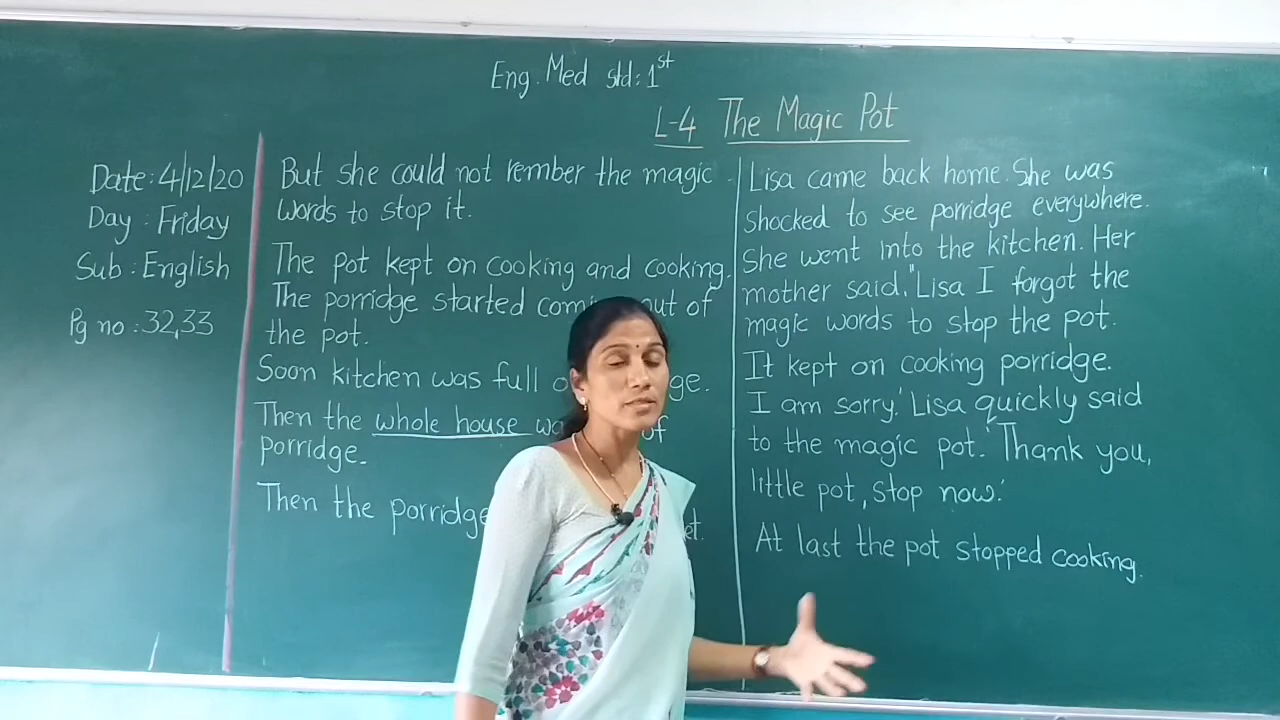 Eng. Med std: 1st
L-4 The Magic Pot
Date: 4/12/20
Day : Friday
Sub : English
Pg no : 32,33
But she could not rember the magic
words to stop it.
The pot kept on cooking and cooking.
The porridge started out of
the pot.
Soon kitchen was full
Then the whole house
porridge.
Then the porridge
Lisa came back home. She was
shocked to see porridge everywhere.
She went into the kitchen. Her
mother said, "Lisa I forgot the
magic words to stop the pot.
It kept on cooking porridge.
I am sorry.' Lisa quickly said
to the magic pot. 'Thank you,
little pot, stop now.'
At last the pot stopped cooking.